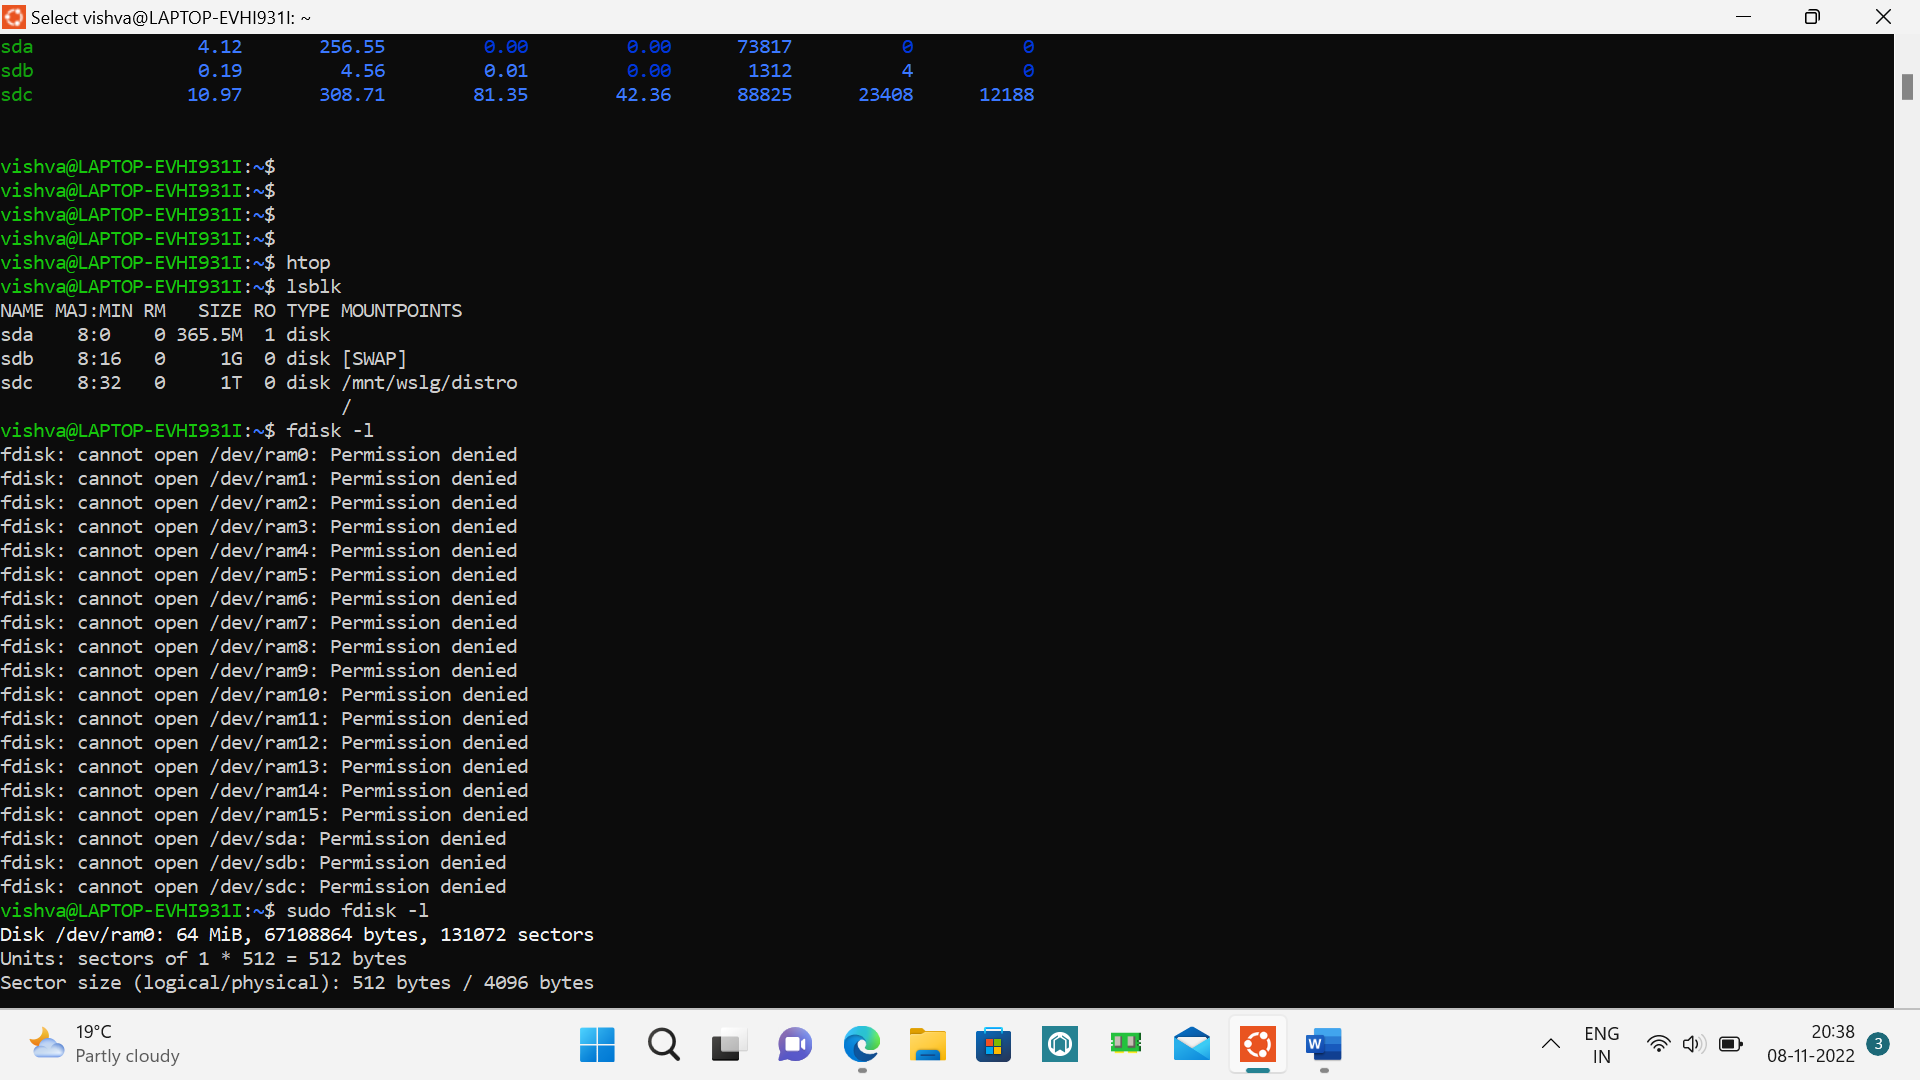 Select vishva@LAPTOP-EVHI931I: ~
sda 4.12 256.55 0.00 0.00 73817 0 0
sdb 0.19 4.56 0.01 0.00 1312 4 0
sdc 10.97 308.71 81.35 42.36 88825 23408 12188
vishva@LAPTOP-EVHI931I:~$
vishva@LAPTOP-EVHI931I:~$
vishva@LAPTOP-EVHI931I:~$
vishva@LAPTOP-EVHI931I:~$
vishva@LAPTOP-EVHI931I:~$ htop
vishva@LAPTOP-EVHI931I:~$ lsblk
NAME MAJ:MIN RM SIZE RO TYPE MOUNTPOINTS
sda 8:0 0 365.5M 1 disk
sdb 8:16 0 1G 0 disk [SWAP]
sdc 8:32 0 1T 0 disk /mnt/wslg/distro
/
vishva@LAPTOP-EVHI931I:~$ fdisk -l
fdisk: cannot open /dev/ram0: Permission denied
fdisk: cannot open /dev/ram1: Permission denied
fdisk: cannot open /dev/ram2: Permission denied
fdisk: cannot open /dev/ram3: Permission denied
fdisk: cannot open /dev/ram4: Permission denied
fdisk: cannot open /dev/ram5: Permission denied
fdisk: cannot open /dev/ram6: Permission denied
fdisk: cannot open /dev/ram7: Permission denied
fdisk: cannot open /dev/ram8: Permission denied
fdisk: cannot open /dev/ram9: Permission denied
fdisk: cannot open /dev/ram10: Permission denied
fdisk: cannot open /dev/ram11: Permission denied
fdisk: cannot open /dev/ram12: Permission denied
fdisk: cannot open /dev/ram13: Permission denied
fdisk: cannot open /dev/ram14: Permission denied
fdisk: cannot open /dev/ram15: Permission denied
fdisk: cannot open /dev/sda: Permission denied
fdisk: cannot open /dev/sdb: Permission denied
fdisk: cannot open /dev/sdc: Permission denied
vishva@LAPTOP-EVHI931I:~$ sudo fdisk -l
Disk /dev/ram0: 64 MiB, 67108864 bytes, 131072 sectors
Units: sectors of 1 * 512 = 512 bytes
Sector size (logical/physical): 512 bytes / 4096 bytes
19°C
Partly cloudy
W
ENG
IN
20:38
08-11-2022
3